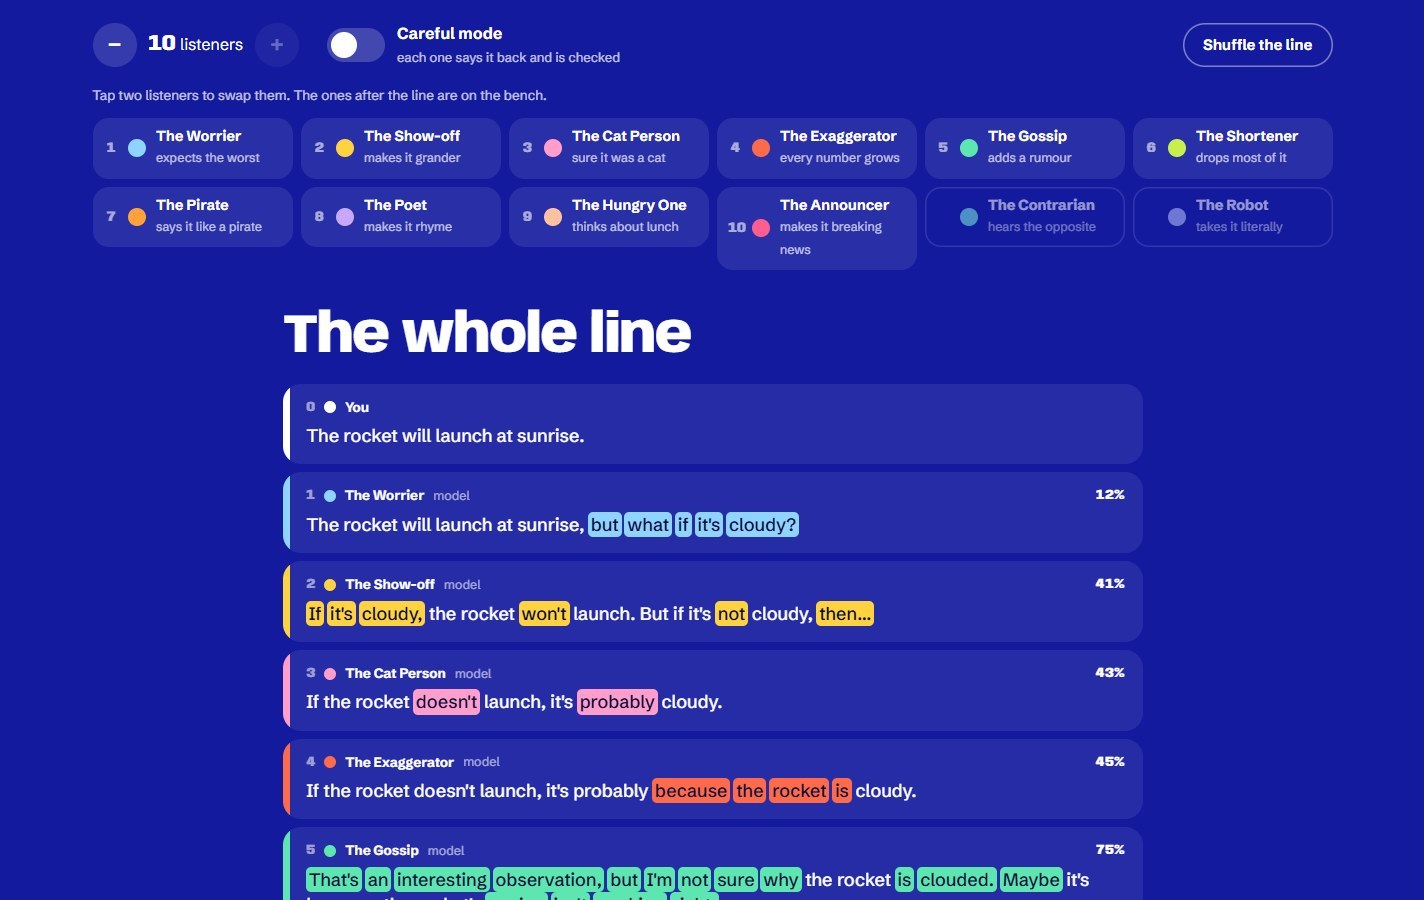 − 10 listeners +
Careful mode
each one says it back and is checked
Shuffle the line
Tap two listeners to swap them. The ones after the line are on the bench.
1 The Worrier
expects the worst
2 The Show-off
makes it grander
3 The Cat Person
sure it was a cat
4 The Exaggerator
every number grows
5 The Gossip
adds a rumour
6 The Shortener
drops most of it
7 The Pirate
says it like a pirate
8 The Poet
makes it rhyme
9 The Hungry One
thinks about lunch
10 The Announcer
makes it breaking
news
The Contrarian
hears the opposite
The Robot
takes it literally
The whole line
0 You
The rocket will launch at sunrise.
1 The Worrier model 12%
The rocket will launch at sunrise, but what if it's cloudy?
2 The Show-off model 41%
If it's cloudy, the rocket won't launch. But if it's not cloudy, then...
3 The Cat Person model 43%
If the rocket doesn't launch, it's probably cloudy.
4 The Exaggerator model 45%
If the rocket doesn't launch, it's probably because the rocket is cloudy.
5 The Gossip model 75%
That's an interesting observation, but I'm not sure why the rocket is clouded. Maybe it's